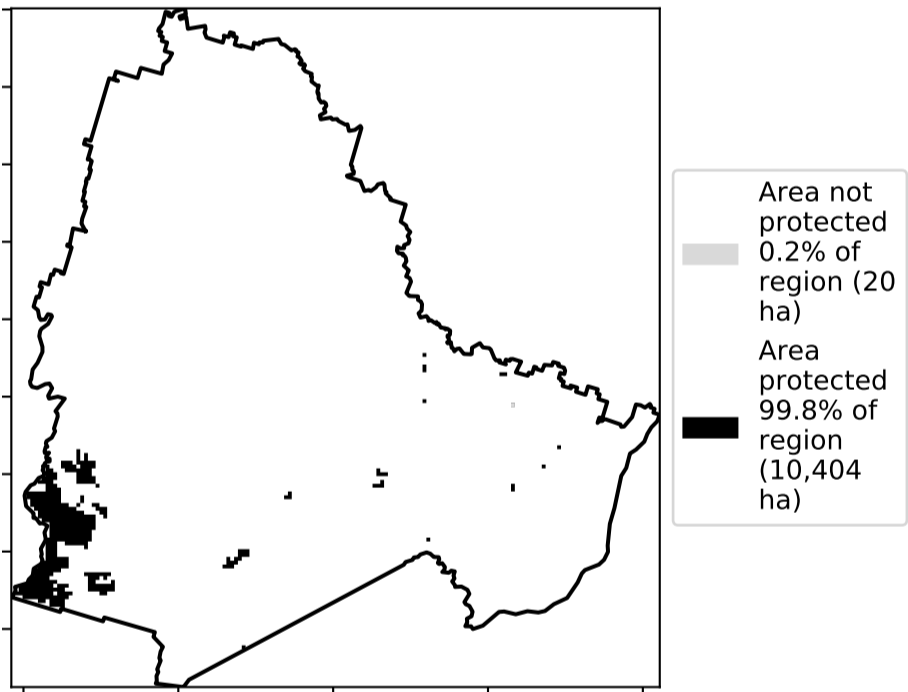 Area not
protected
0.2% of
region (20
ha)
Area
protected
99.8% of
region
(10,404
ha)